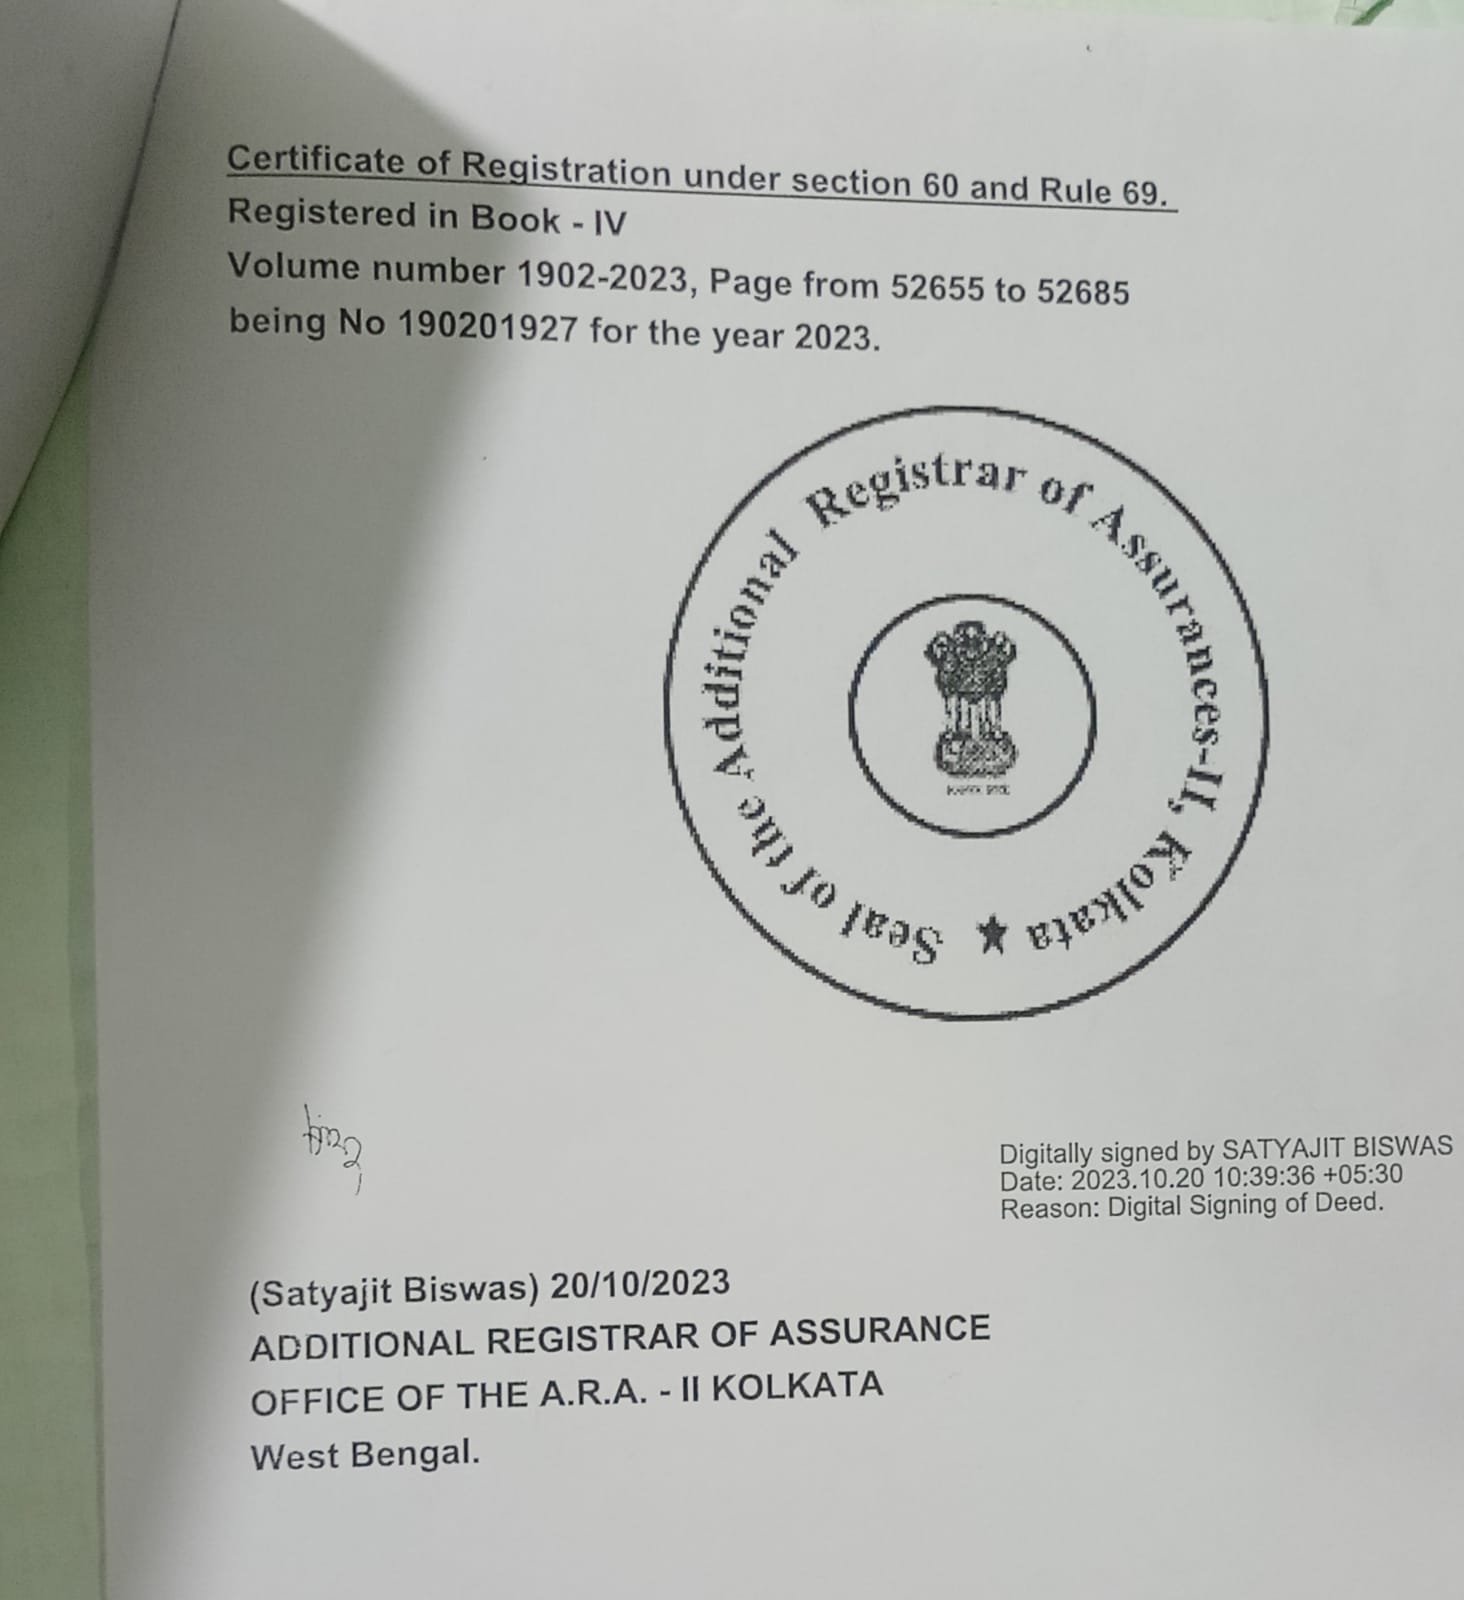 Certificate of Registration under section 60 and Rule 69.
Registered in Book - IV
Volume number 1902-2023, Page from 52655 to 52685
being No 190201927 for the year 2023.
Seal of the Additional Registrar of Assurances-II, Kolkata
Digitally signed by SATYAJIT BISWAS
Date: 2023.10.20 10:39:36 +05:30
Reason: Digital Signing of Deed.
(Satyajit Biswas) 20/10/2023
ADDITIONAL REGISTRAR OF ASSURANCE
OFFICE OF THE A.R.A. - II KOLKATA
West Bengal.